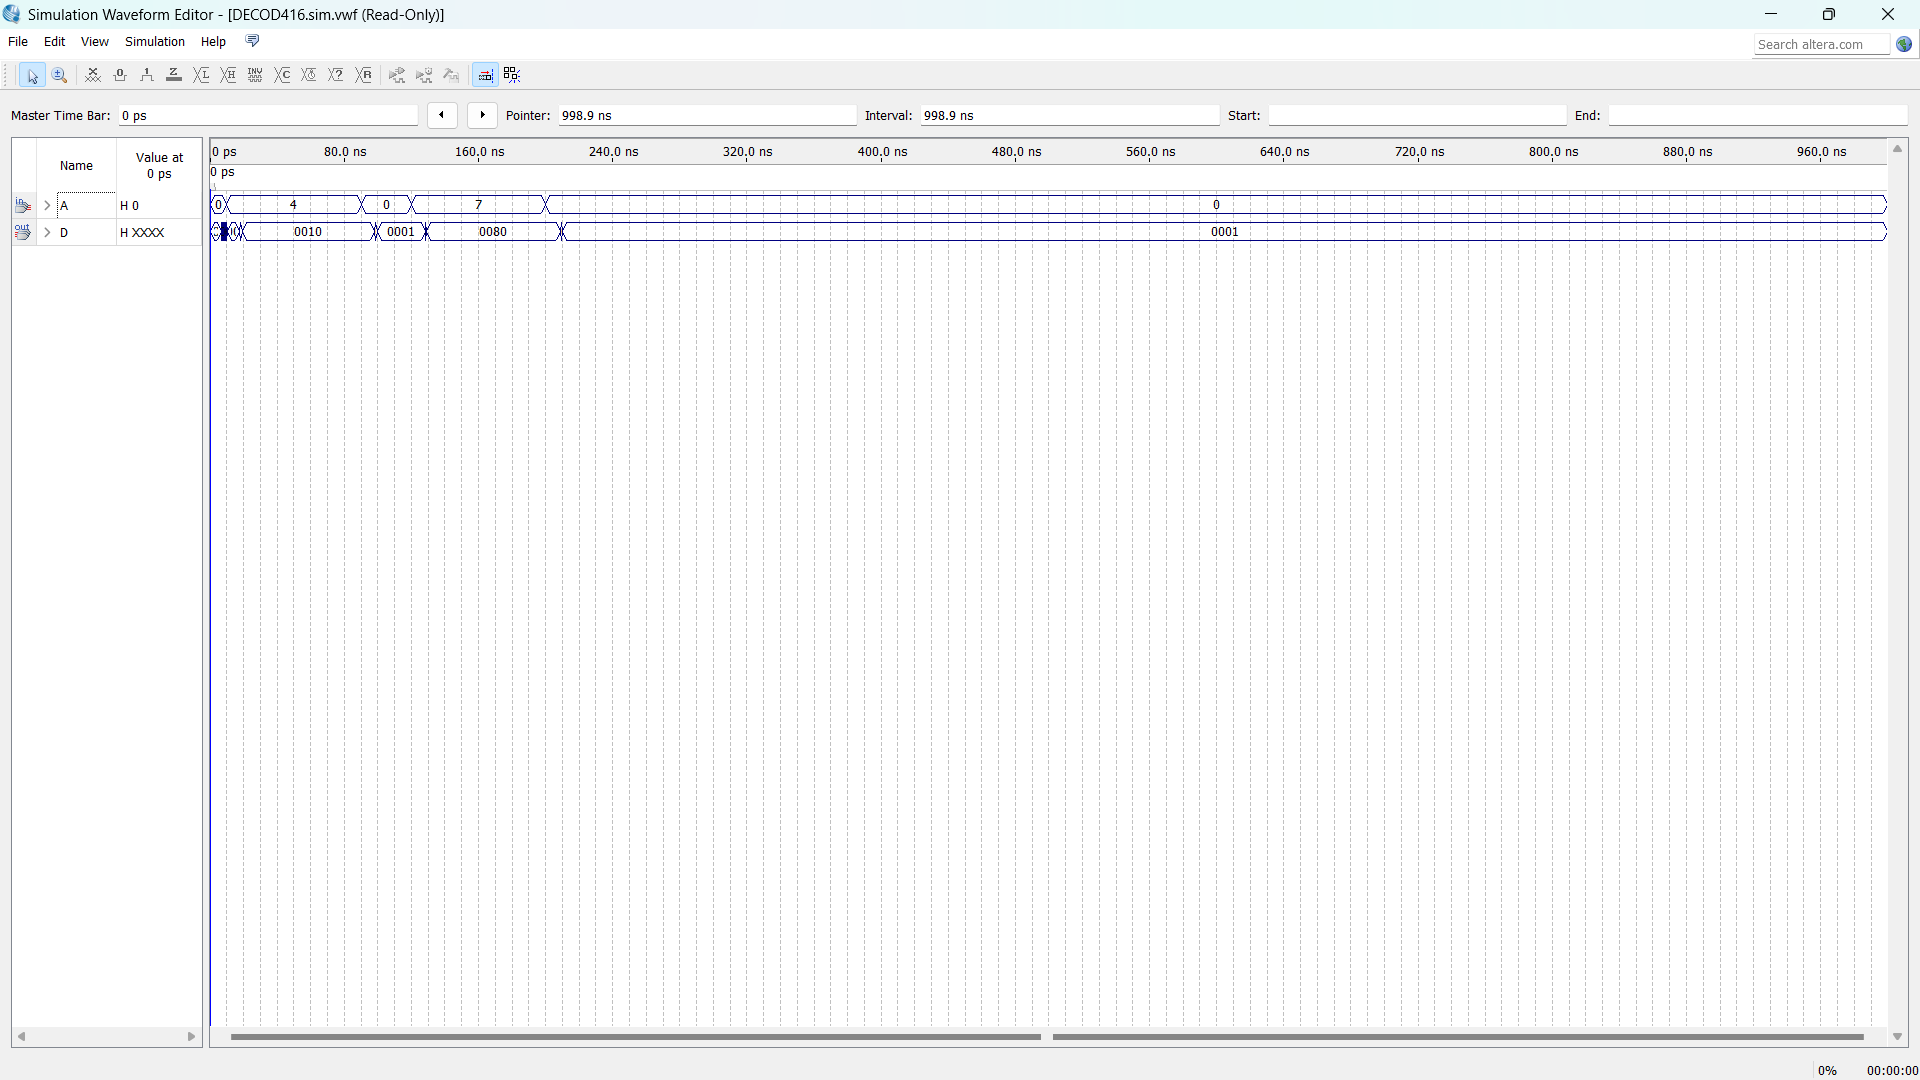 Simulation Waveform Editor - [DECOD416.sim.vwf (Read-Only)]
File Edit View Simulation Help
Search altera.com
Master Time Bar: 0 ps Pointer: 998.9 ns Interval: 998.9 ns Start: End:
Name Value at 0 ps
0 ps 80.0 ns 160.0 ns 240.0 ns 320.0 ns 400.0 ns 480.0 ns 560.0 ns 640.0 ns 720.0 ns 800.0 ns 880.0 ns 960.0 ns
0 ps
A H 0 0 4 0 7 0
D H XXXX 0010 0001 0080 0001
0% 00:00:00